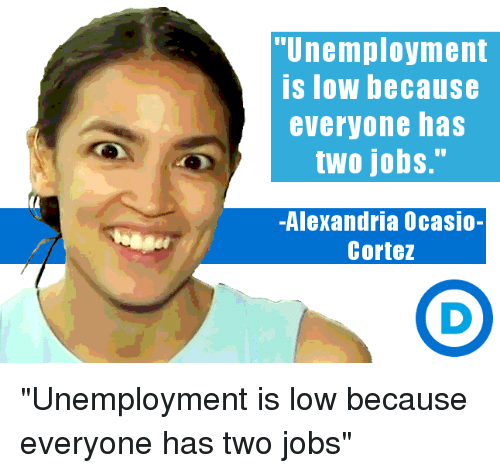 "Unemployment
is low because
everyone has
two jobs."
-Alexandria Ocasio-
Cortez
D
"Unemployment is low because
everyone has two jobs"